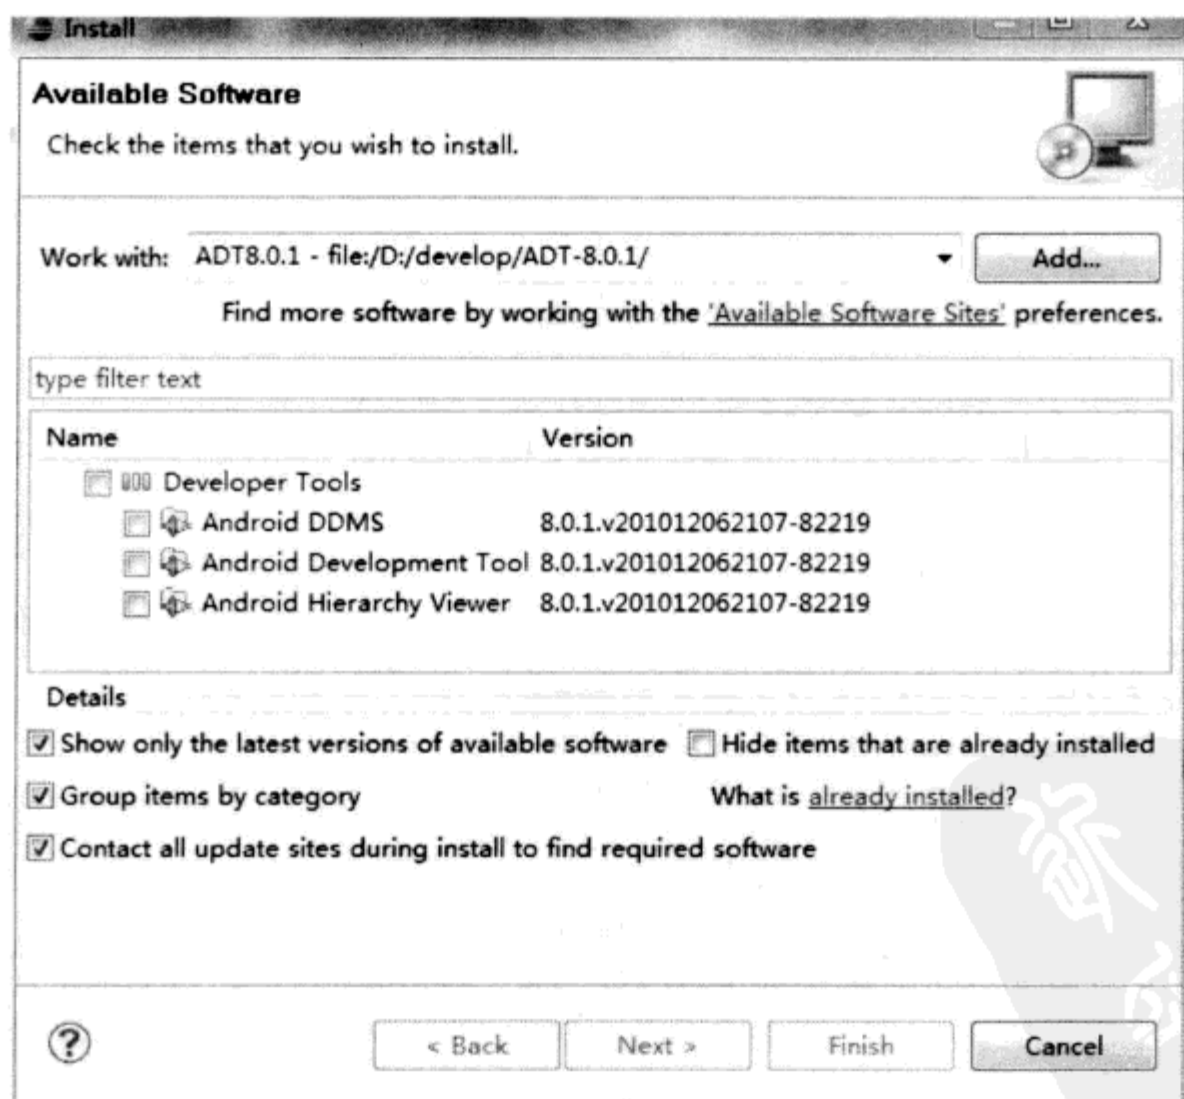 Install
Available Software
Check the items that you wish to install.
Work with: ADT8.0.1 - file:/D:/develop/ADT-8.0.1/ Add...
Find more software by working with the 'Available Software Sites' preferences.
type filter text
Name Version
Developer Tools
Android DDMS 8.0.1.v201012062107-82219
Android Development Tool 8.0.1.v201012062107-82219
Android Hierarchy Viewer 8.0.1.v201012062107-82219
Details
Show only the latest versions of available software Hide items that are already installed
Group items by category What is already installed?
Contact all update sites during install to find required software
? < Back Next > Finish Cancel